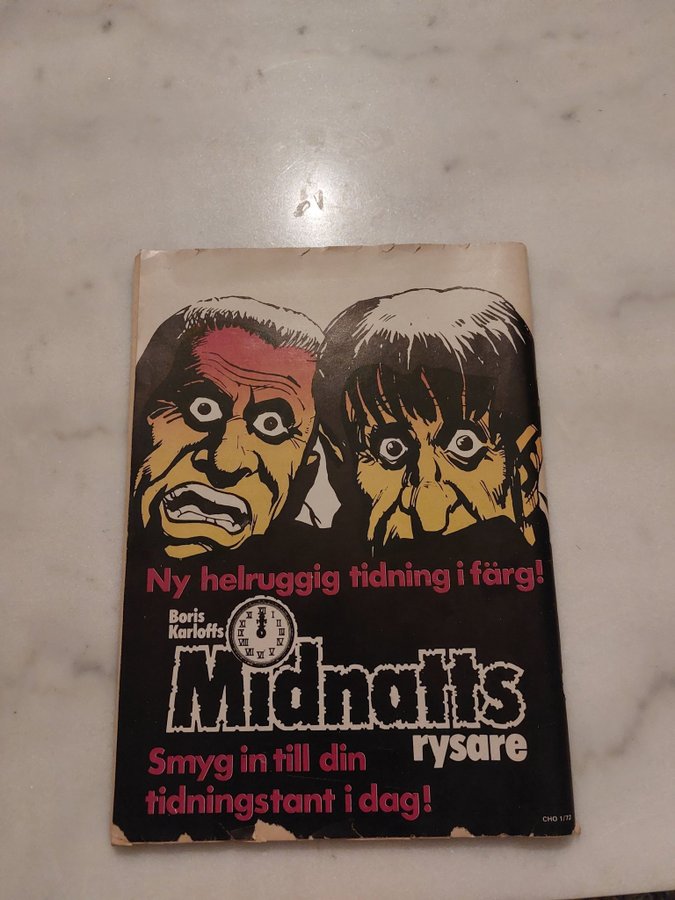 Ny helruggig tidning i färg!
Boris
Karloffs
Midnatts
rysare
Smyg in till din
tidningstant i dag!
CHO 1/72